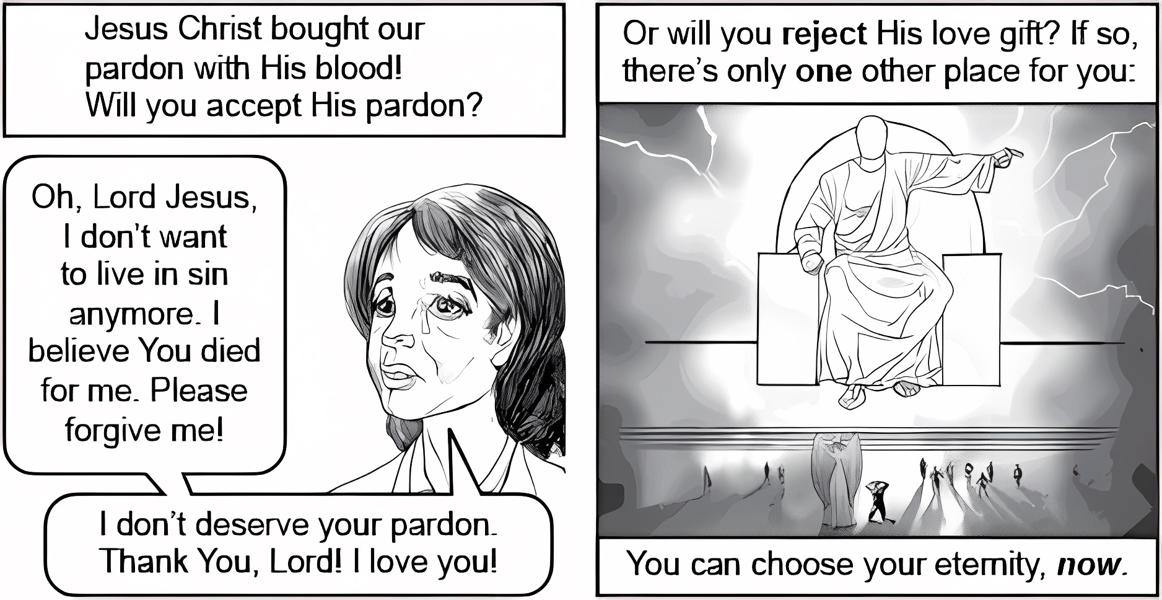 Jesus Christ bought our
pardon with His blood!
Will you accept His pardon?
Oh, Lord Jesus,
I don't want
to live in sin
anymore. I
believe You died
for me. Please
forgive me!
I don't deserve your pardon.
Thank You, Lord! I love you!
Or will you reject His love gift? If so,
there's only one other place for you:
You can choose your eternity, now.